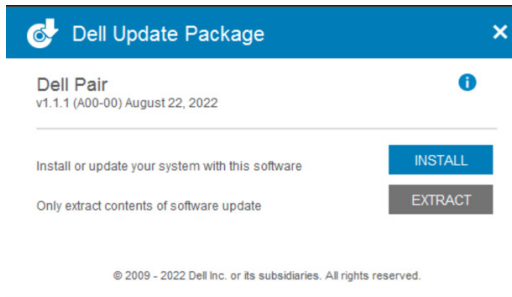 Dell Update Package
Dell Pair
v1.1.1 (A00-00) August 22, 2022
Install or update your system with this software
INSTALL
Only extract contents of software update
EXTRACT
© 2009 - 2022 Dell Inc. or its subsidiaries. All rights reserved.